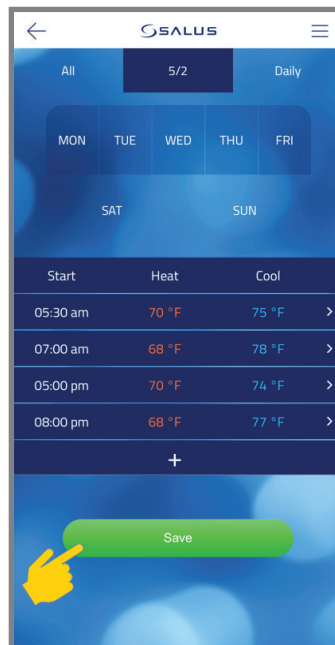 SALUS
All 5/2 Daily
MON TUE WED THU FRI
SAT SUN
Start Heat Cool
05:30 am 70 °F 75 °F >
07:00 am 68 °F 78 °F >
05:00 pm 70 °F 74 °F >
08:00 pm 68 °F 77 °F >
+
Save